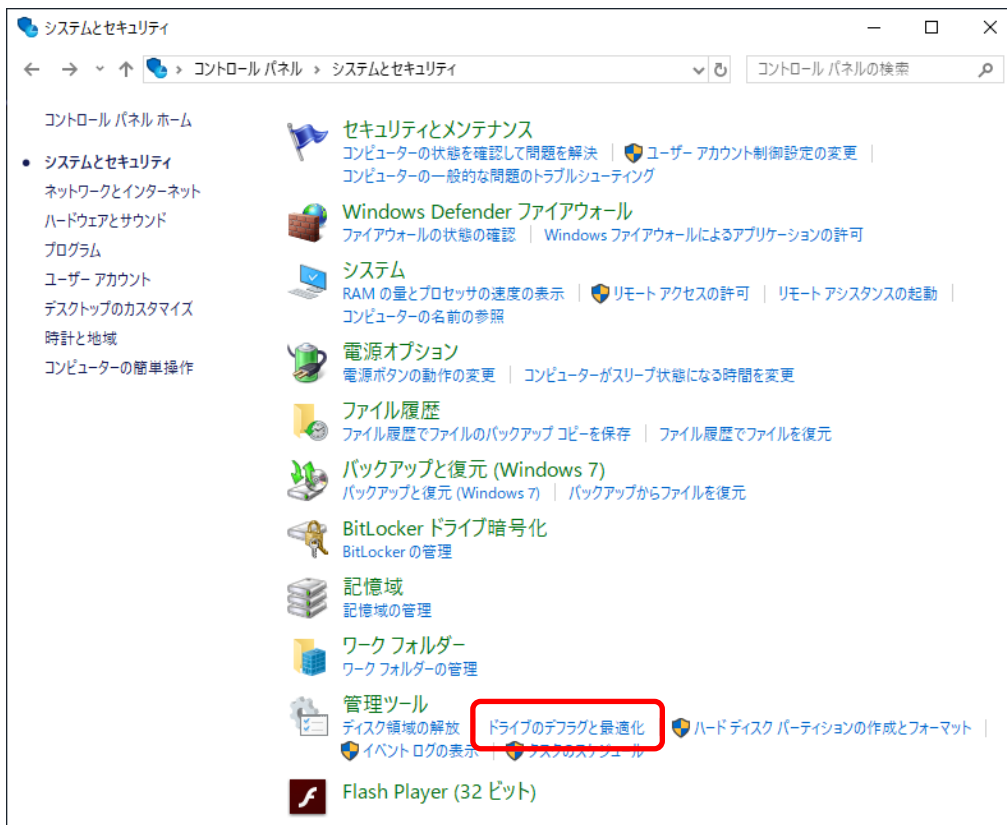 システムとセキュリティ
コントロール パネル › システムとセキュリティ
コントロール パネルの検索
コントロール パネル ホーム
システムとセキュリティ
ネットワークとインターネット
ハードウェアとサウンド
プログラム
ユーザー アカウント
デスクトップのカスタマイズ
時計と地域
コンピューターの簡単操作
セキュリティとメンテナンス
コンピューターの状態を確認して問題を解決 | ユーザー アカウント制御設定の変更 |
コンピューターの一般的な問題のトラブルシューティング
Windows Defender ファイアウォール
ファイアウォールの状態の確認 | Windows ファイアウォールによるアプリケーションの許可
システム
RAM の量とプロセッサの速度の表示 | リモート アクセスの許可 | リモート アシスタンスの起動 |
コンピューターの名前の参照
電源オプション
電源ボタンの動作の変更 | コンピューターがスリープ状態になる時間を変更
ファイル履歴
ファイル履歴でファイルのバックアップ コピーを保存 | ファイル履歴でファイルを復元
バックアップと復元 (Windows 7)
バックアップと復元 (Windows 7) | バックアップからファイルを復元
BitLocker ドライブ暗号化
BitLocker の管理
記憶域
記憶域の管理
ワーク フォルダー
ワーク フォルダーの管理
管理ツール
ディスク領域の解放 ドライブのデフラグと最適化 ハード ディスク パーティションの作成とフォーマット |
イベント ログの表示 | タスクのスケジュール
Flash Player (32 ビット)